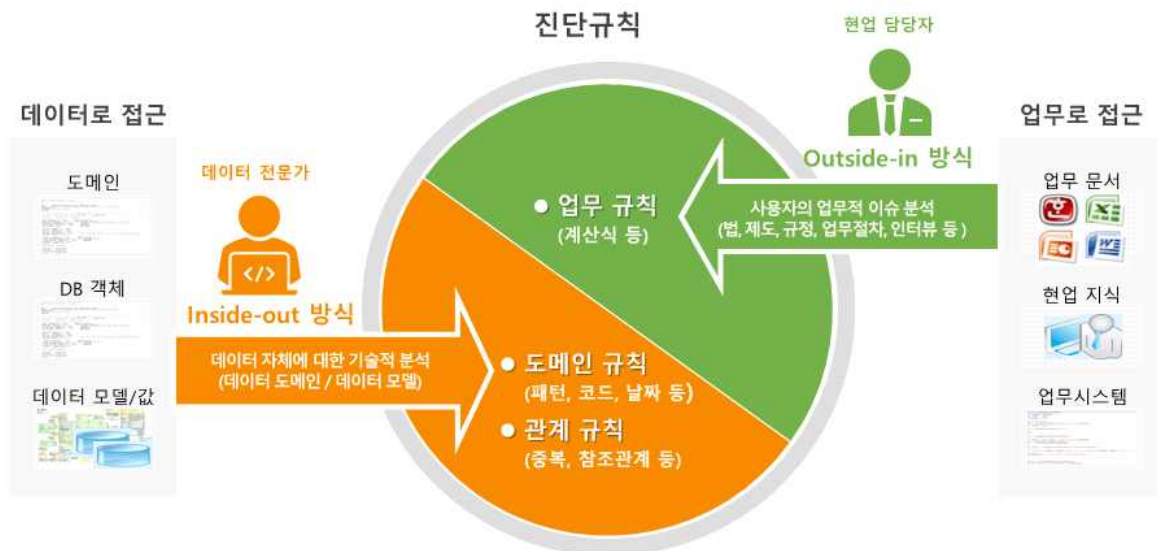 진단규칙
현업 담당자
데이터로 접근
업무로 접근
도메인
DB 객체
데이터 모델/값
데이터 전문가
</>
Inside-out 방식
데이터 자체에 대한 기술적 분석
(데이터 도메인 / 데이터 모델)
● 업무 규칙
(계산식 등)
● 도메인 규칙
(패턴, 코드, 날짜 등)
● 관계 규칙
(중복, 참조관계 등)
Outside-in 방식
사용자의 업무적 이슈 분석
(법, 제도, 규정, 업무절차, 인터뷰 등 )
업무 문서
현업 지식
업무시스템